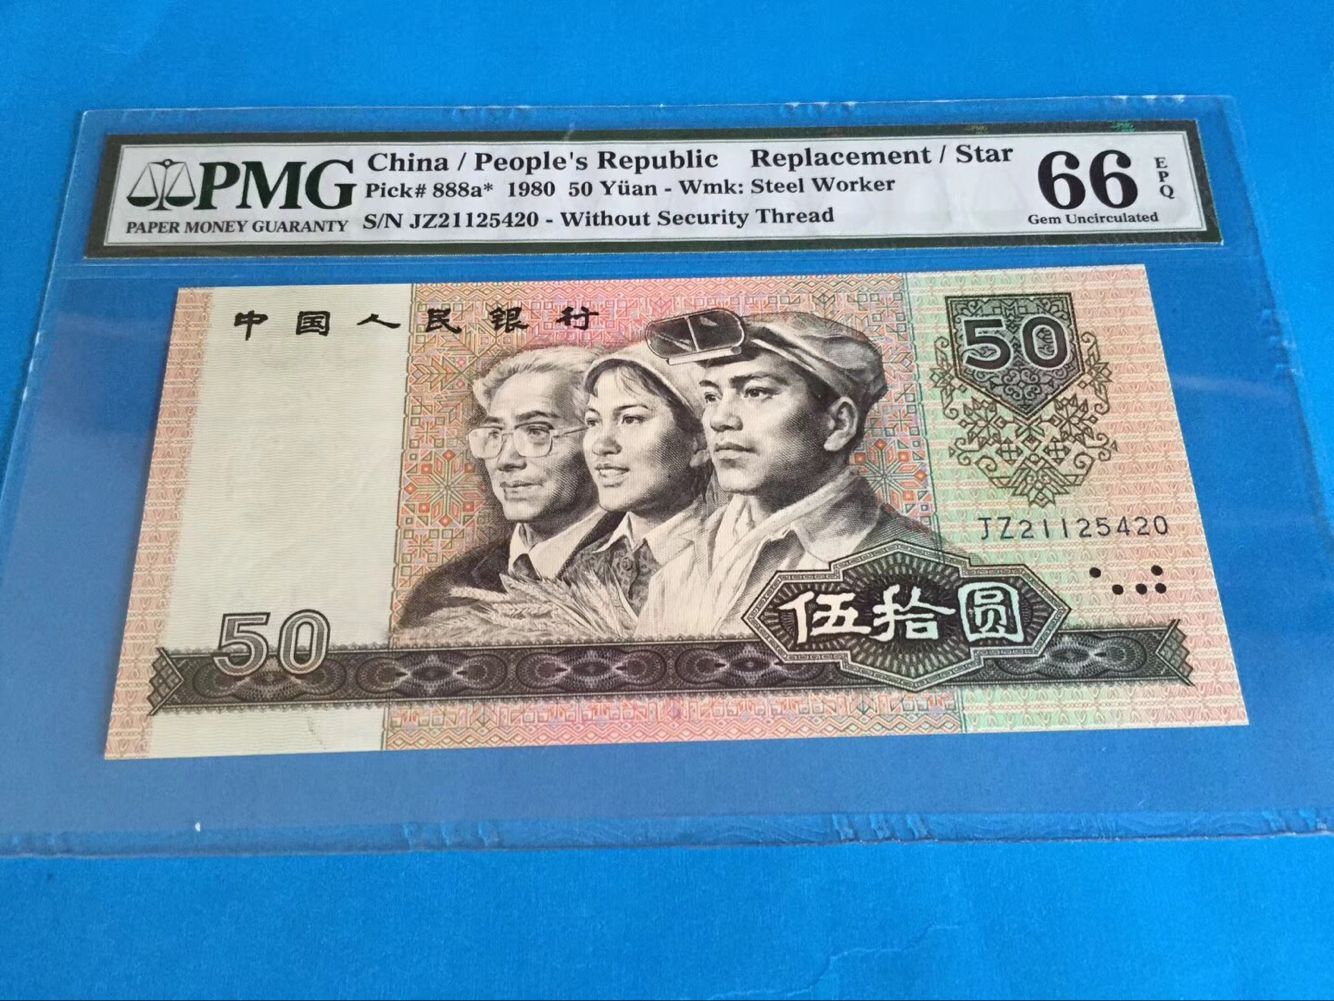 PMG
PAPER MONEY GUARANTY
China / People's Republic Replacement / Star
Pick# 888a* 1980 50 Yüan - Wmk: Steel Worker
S/N JZ21125420 - Without Security Thread
66 EPQ
Gem Uncirculated
中国人民银行
50
JZ21125420
伍拾圆
50